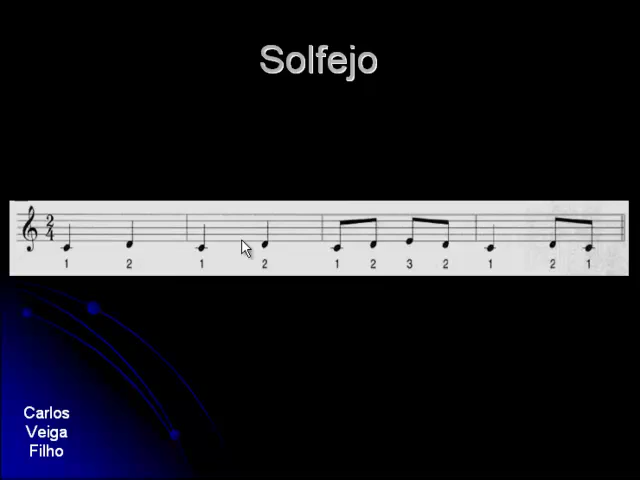 Solfejo
2
4
1 2 1 2 1 2 3 2 1 2 1
Carlos
Veiga
Filho